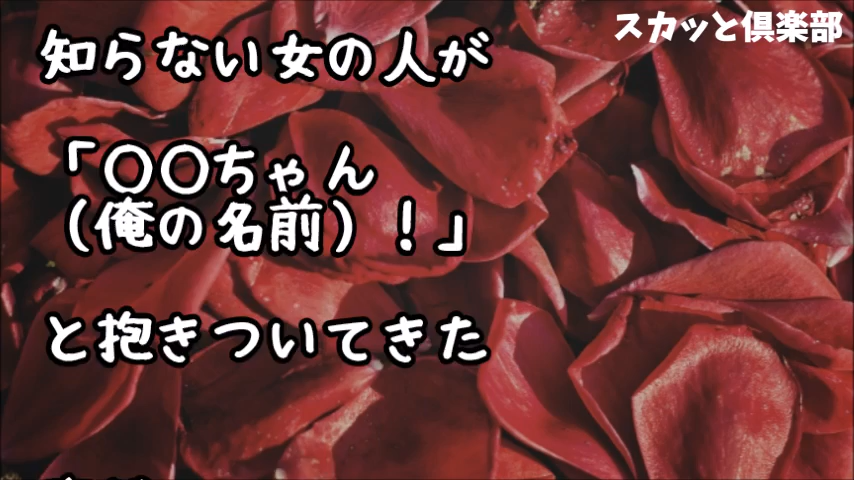 スカッと倶楽部
知らない女の人が
「〇〇ちゃん
（俺の名前）！」
と抱きついてきた